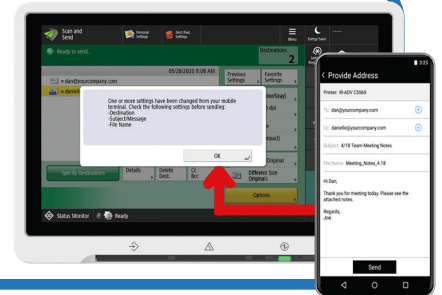 Scan and
Send
Personal
Settings
Dest./Fwd.
Settings
Menu
Energy Saver
Ready to send.
Destinations
2
05/28/2020 9:08 AM
Previous
Settings
Favorite
Settings
dan@yourcompany.com
One or more settings have been changed from your mobile
terminal. Check the following settings before sending:
-Destination
-Subject/Message
-File Name
OK
Specify Destinations
Details
Delete
Dest.
Cc
Bcc
Original
Different Size
Originals
Options
Status Monitor
Ready
3:35
Provide Address
Printer: iR-ADV C5560
To: dan@yourcompany.com
Cc: danielle@yourcompany.com
Subject: 4/18 Team Meeting Notes
File Name: Meeting_Notes_4.18
Hi Dan,
Thank you for meeting today. Please see the
attached notes.
Regards,
Joe
Send